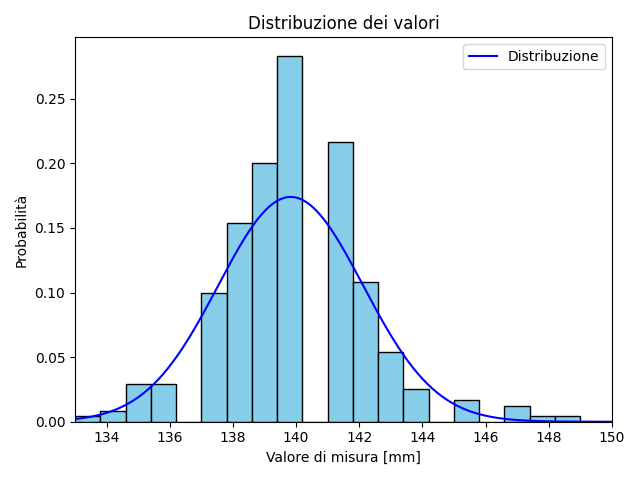 Distribuzione dei valori
Distribuzione
Probabilità
0.25
0.20
0.15
0.10
0.05
0.00
134 136 138 140 142 144 146 148 150
Valore di misura [mm]